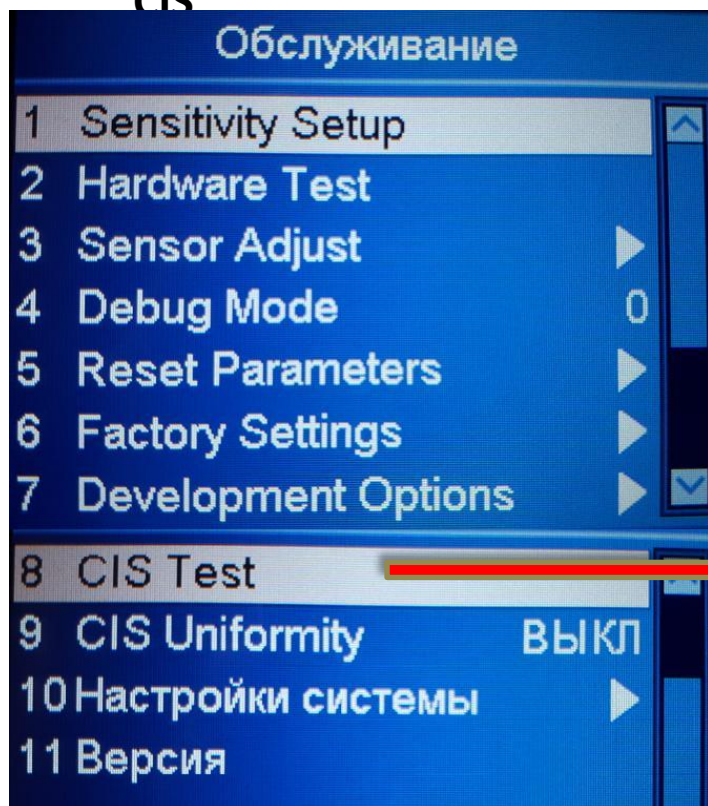 CIS
Обслуживание
1 Sensitivity Setup
2 Hardware Test
3 Sensor Adjust
4 Debug Mode 0
5 Reset Parameters
6 Factory Settings
7 Development Options
8 CIS Test
9 CIS Uniformity ВЫКЛ
10 Настройки системы
11 Версия